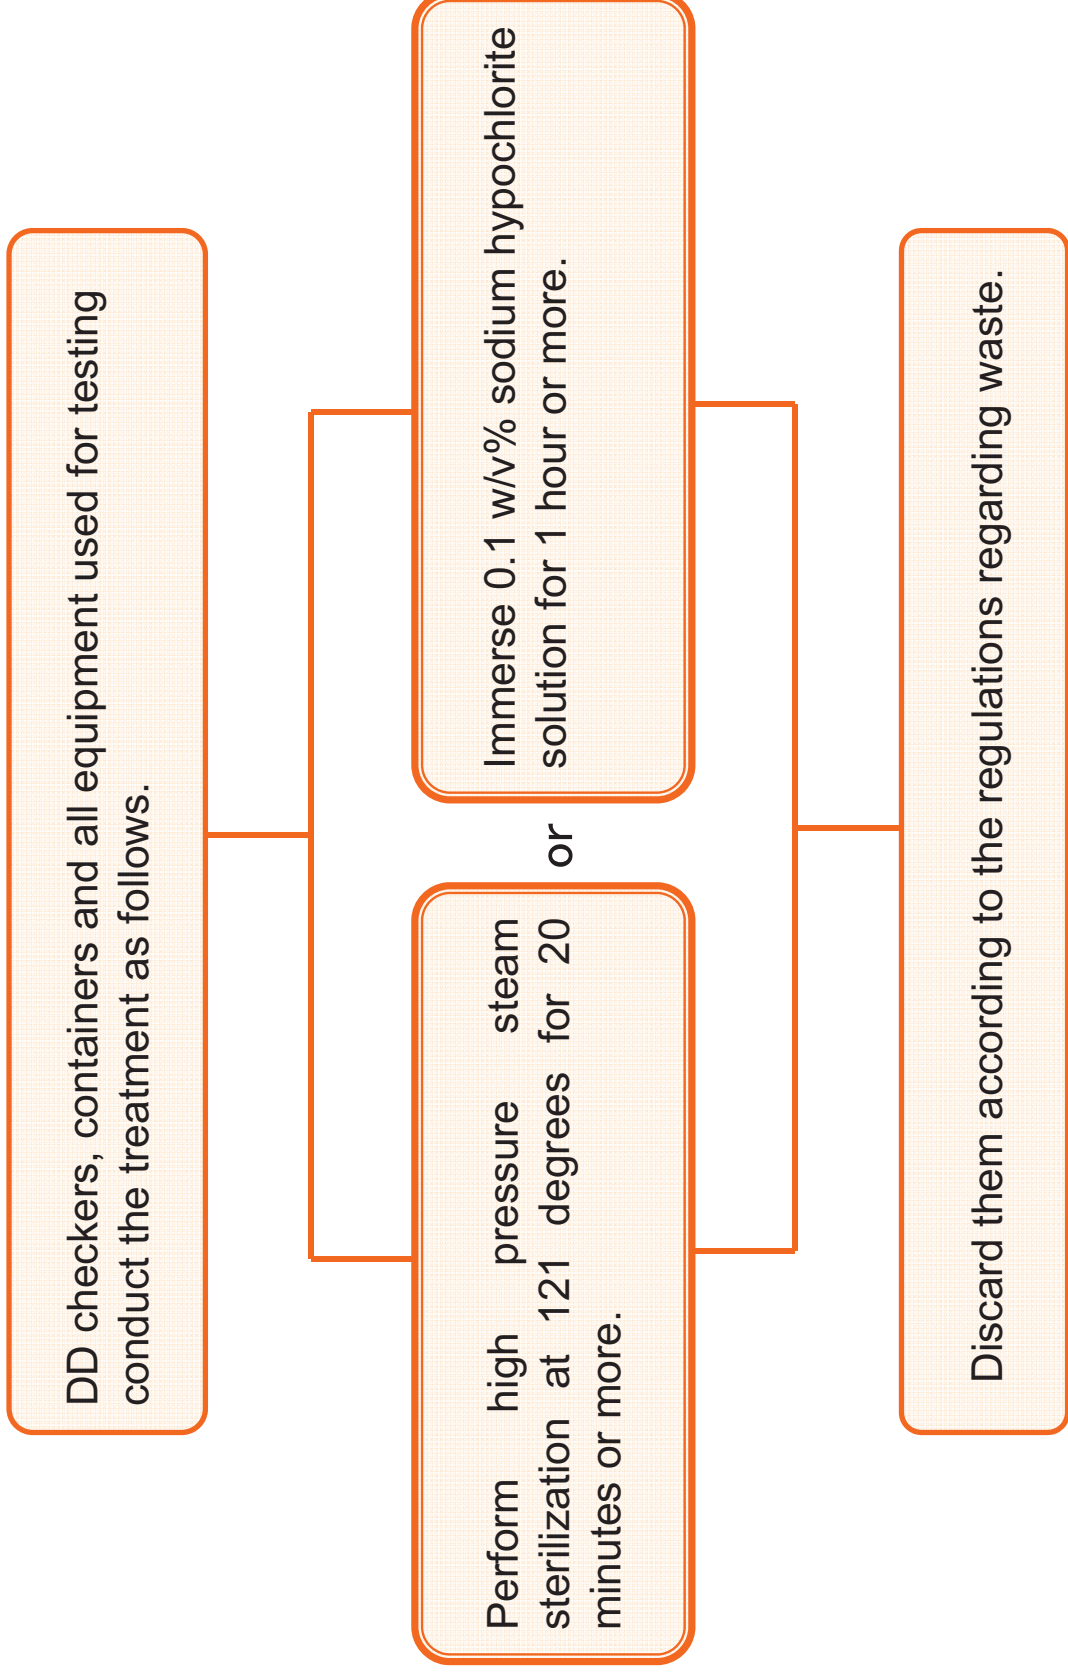 DD checkers, containers and all equipment used for testing
conduct the treatment as follows.
Perform high pressure steam
sterilization at 121 degrees for 20
minutes or more.
or
Immerse 0.1 w/v% sodium hypochlorite
solution for 1 hour or more.
Discard them according to the regulations regarding waste.